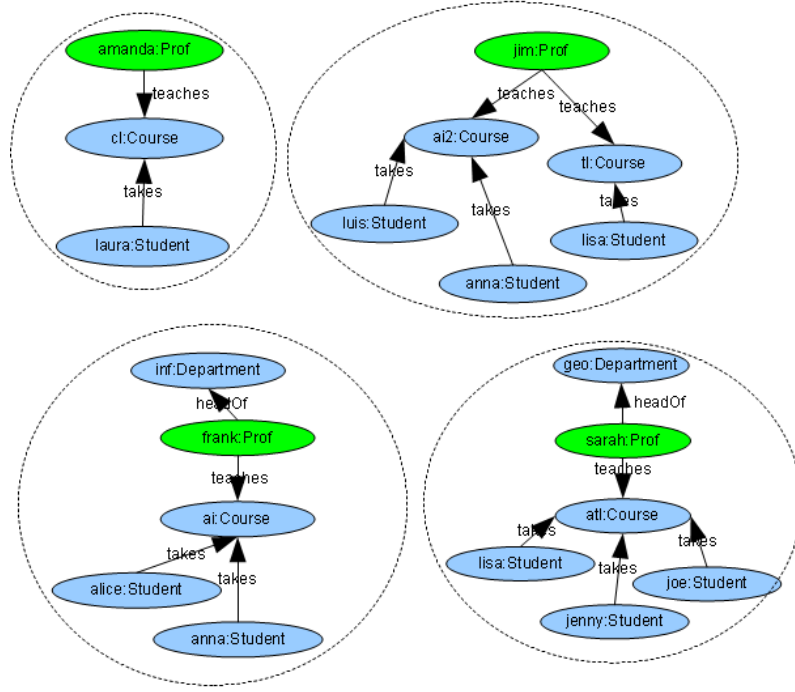 amanda:Prof
teaches
cl:Course
takes
laura:Student
jim:Prof
teaches
teaches
ai2:Course
tl:Course
takes
takes
takes
luis:Student
lisa:Student
anna:Student
inf:Department
headOf
frank:Prof
teaches
ai:Course
takes
takes
alice:Student
anna:Student
geo:Department
headOf
sarah:Prof
teaches
atl:Course
takes
takes
takes
lisa:Student
joe:Student
jenny:Student